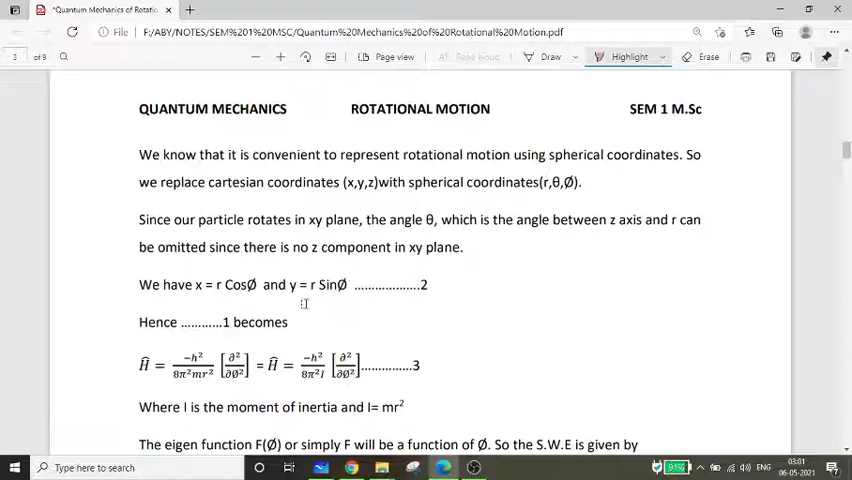 *Quantum Mechanics of Rotatio
File F:/ABY/NOTES/SEM%201%20MSC/Quantum%20Mechanics%20of%20Rotational%20Motion.pdf
3 of 9 Page view Read aloud Draw Highlight Erase
QUANTUM MECHANICS ROTATIONAL MOTION SEM 1 M.Sc
We know that it is convenient to represent rotational motion using spherical coordinates. So
we replace cartesian coordinates (x,y,z)with spherical coordinates(r,θ,Ø).
Since our particle rotates in xy plane, the angle θ, which is the angle between z axis and r can
be omitted since there is no z component in xy plane.
We have x = r CosØ and y = r SinØ ………………..2
Hence …………1 becomes
Ĥ = −h²/8π²mr² [∂²/∂Ø²] = Ĥ = −h²/8π²I [∂²/∂Ø²]……………3
Where I is the moment of inertia and I= mr²
The eigen function F(Ø) or simply F will be a function of Ø. So the S.W.E is given by
Type here to search 91% ENG 03:01 06-05-2021 7